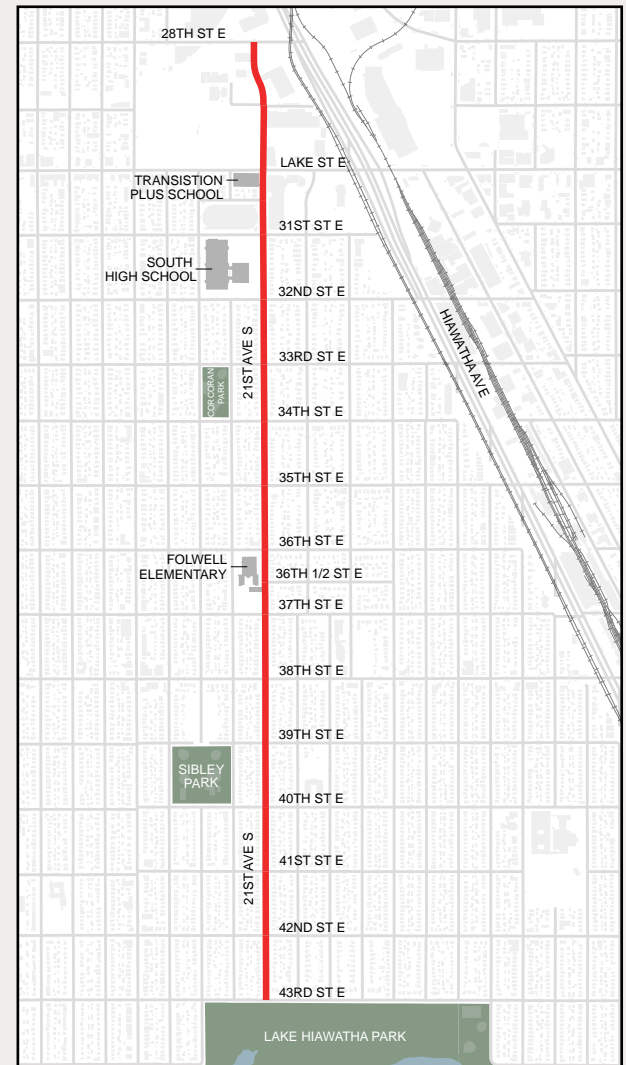 28TH ST E
LAKE ST E
TRANSISTION
PLUS SCHOOL
31ST ST E
SOUTH
HIGH SCHOOL
32ND ST E
HIAWATHA AVE
21ST AVE S
33RD ST E
CORCORAN
PARK
34TH ST E
35TH ST E
36TH ST E
FOLWELL
ELEMENTARY
36TH 1/2 ST E
37TH ST E
38TH ST E
39TH ST E
SIBLEY
PARK
40TH ST E
21ST AVE S
41ST ST E
42ND ST E
43RD ST E
LAKE HIAWATHA PARK